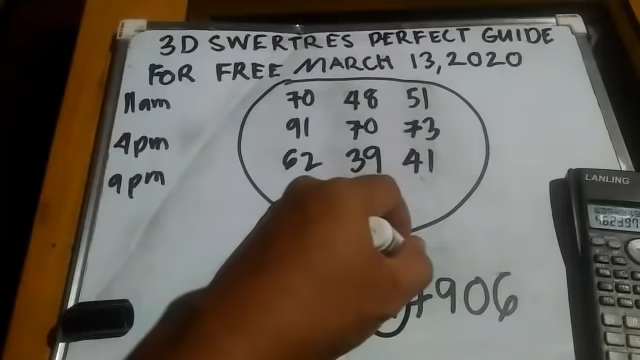 3D SWERTRES PERFECT GUIDE
FOR FREE MARCH 13,2020
11am 70 48 51
4pm 91 70 73
9pm 62 39 41
7906
LANLING